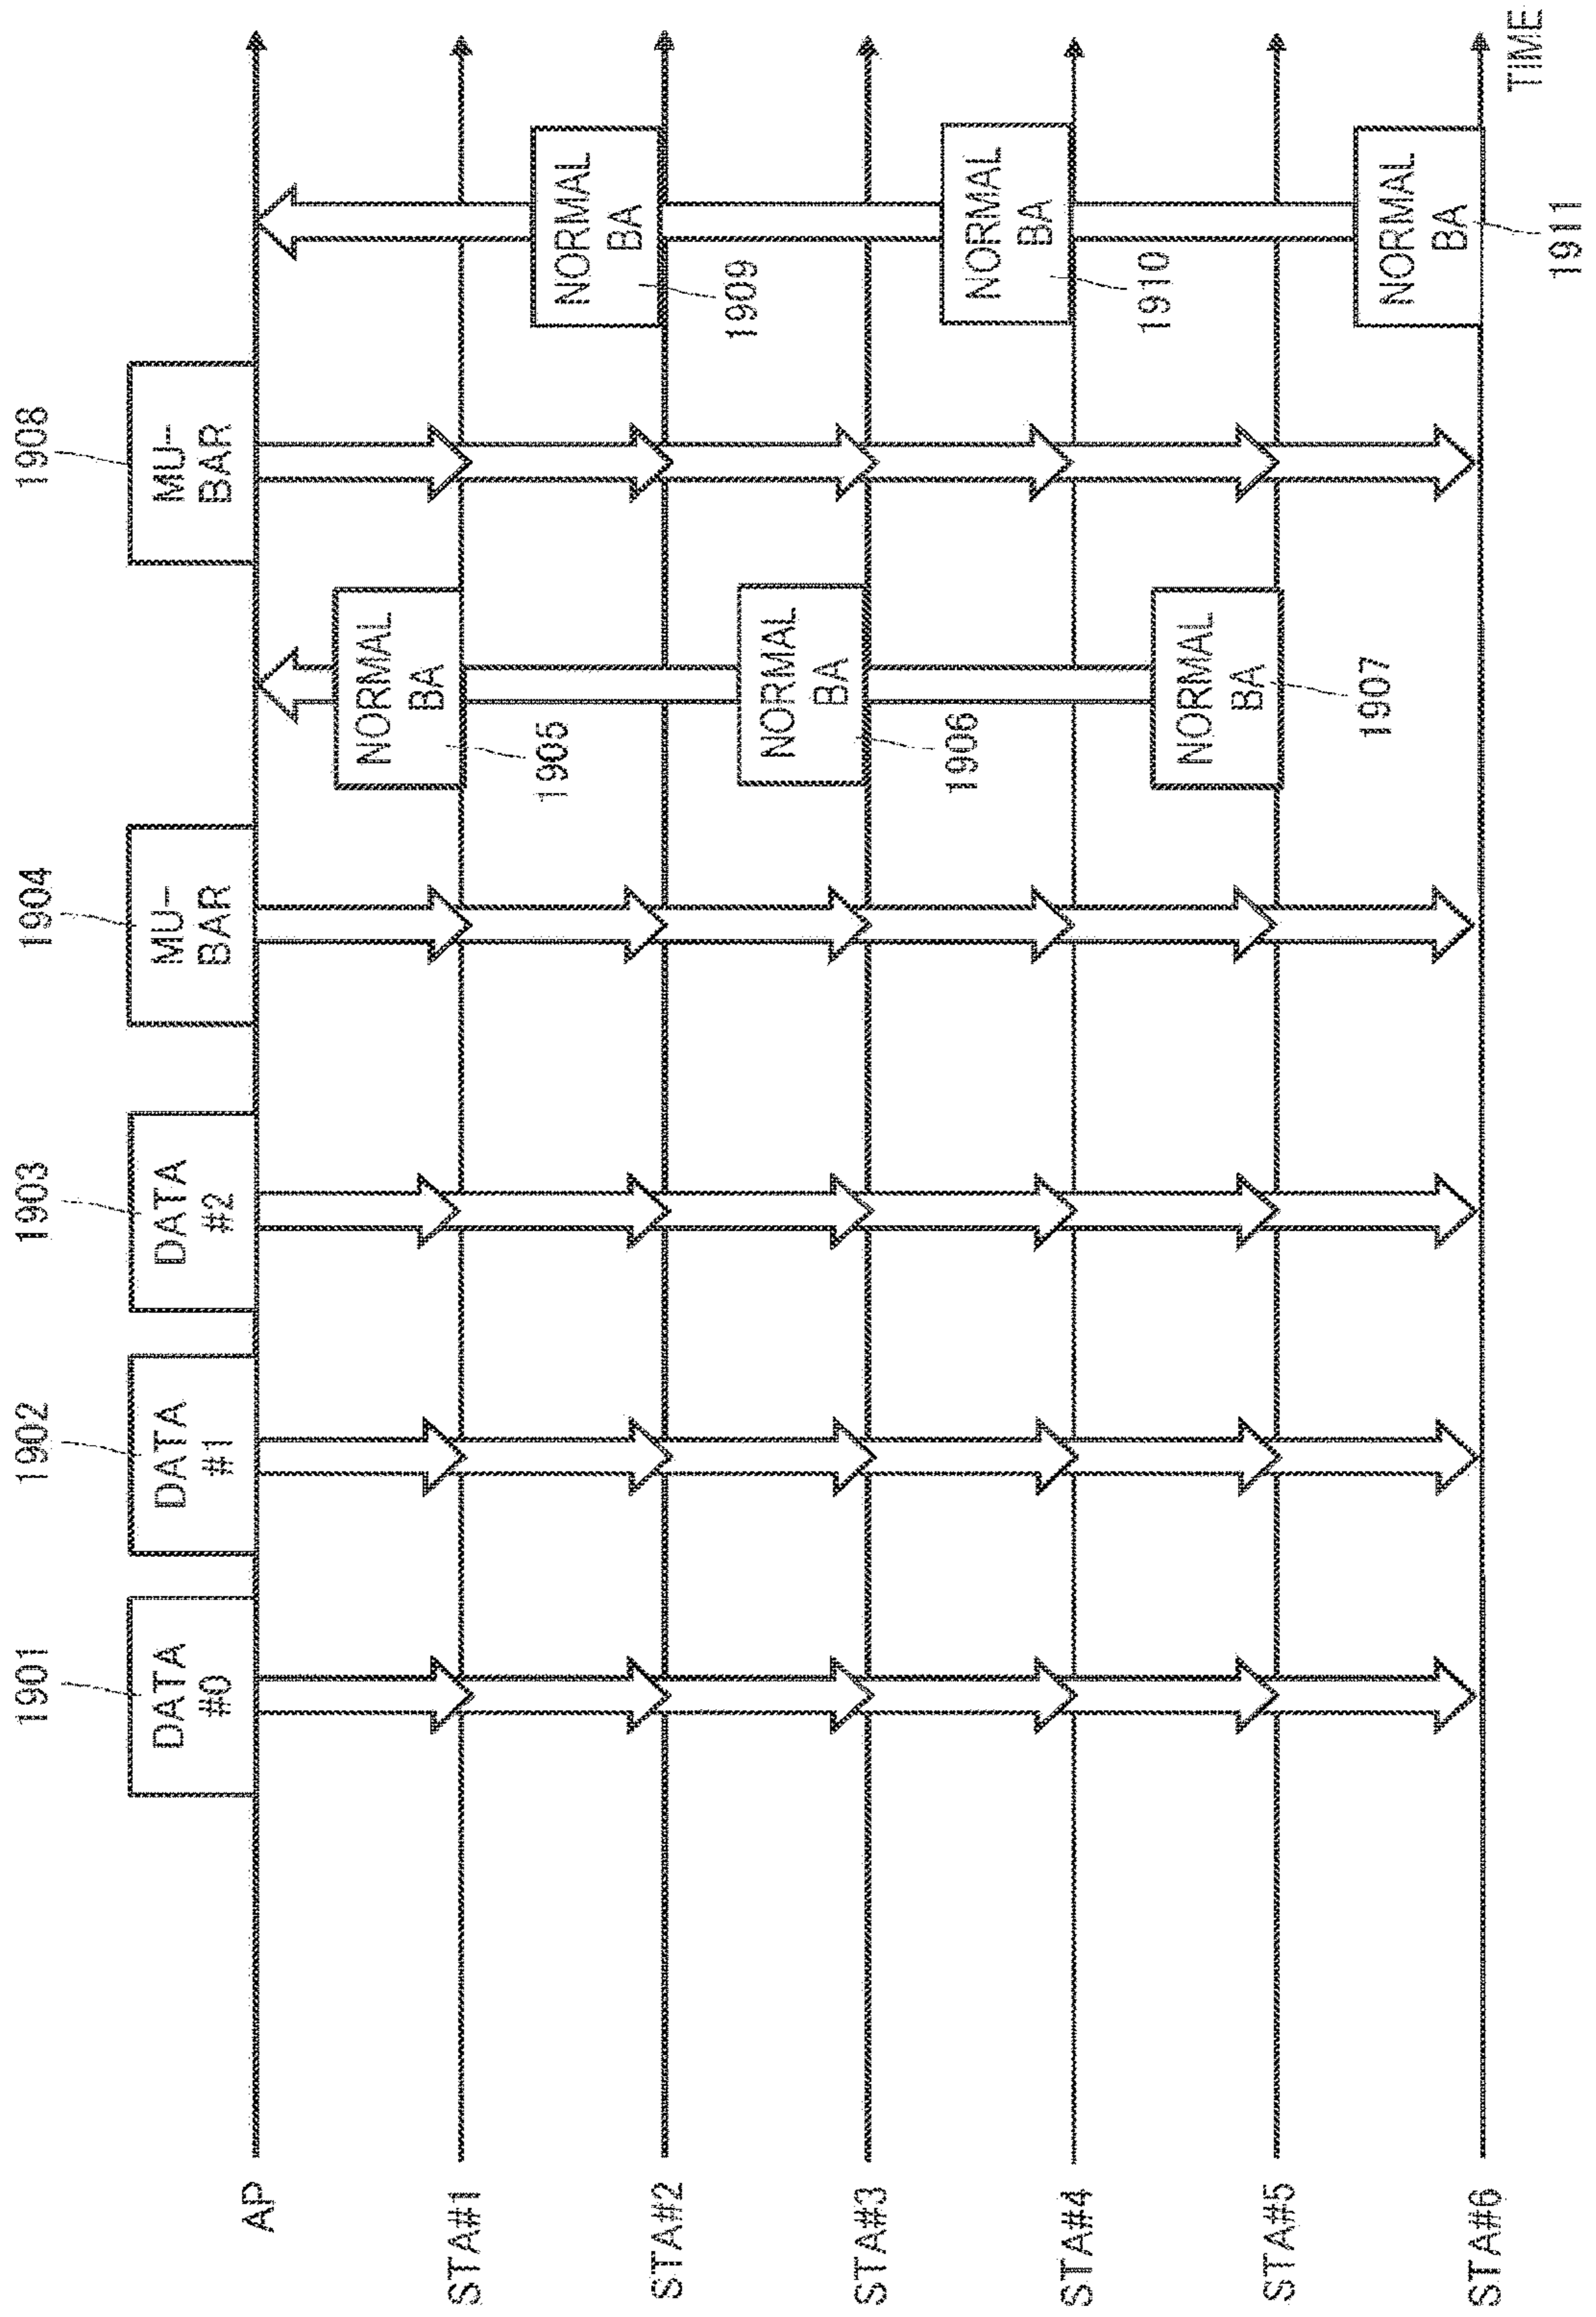 1901
1902
1903
1904
1908
DATA
#0
DATA
#1
DATA
#2
MU-
BAR
MU-
BAR
AP
NORMAL
BA
1905
STA#1
NORMAL
BA
1909
STA#2
NORMAL
BA
1906
STA#3
NORMAL
BA
1910
STA#4
NORMAL
BA
1907
STA#5
NORMAL
BA
1911
STA#6
TIME